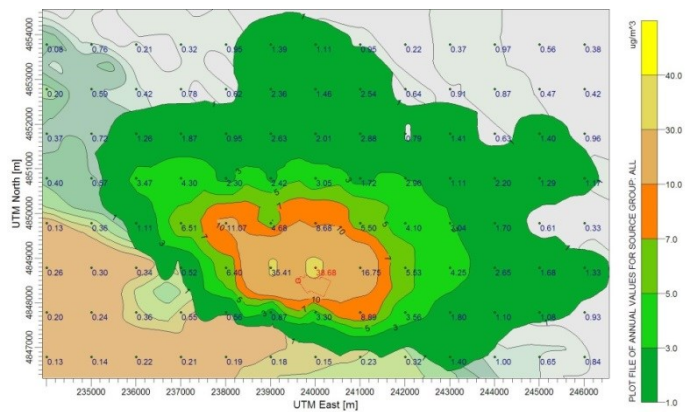 ug/m^3
4854000
0.08 0.76 0.21 0.32 0.95 1.39 1.11 0.95 0.22 0.37 0.97 0.56 0.38
4853000
0.20 0.59 0.42 0.78 0.62 2.36 1.46 2.54 0.64 0.91 0.87 0.47 0.42
40.0
4852000
0.37 0.72 1.26 1.87 0.95 2.63 2.01 2.88 0.79 1.41 0.63 1.40 0.96
30.0
4851000
0.40 0.57 3.47 4.30 2.30 2.42 3.05 1.72 2.98 1.11 2.20 1.29
10.0
4850000
0.13 0.36 1.11 6.51 11.07 4.68 8.68 5.50 4.10 1.70 0.61 0.33
7.0
4849000
0.26 0.30 0.34 0.52 6.40 35.41 38.68 16.75 5.53 4.25 2.65 1.68 1.33
5.0
4848000
0.20 0.24 0.36 0.55 0.87 3.30 8.89 3.56 1.80 1.10 0.93
3.0
4847000
0.13 0.14 0.22 0.21 0.19 0.18 0.15 0.23 0.32 1.40 1.00 0.65 0.84
1.0
235000 236000 237000 238000 239000 240000 241000 242000 243000 244000 245000 246000
UTM East [m]
UTM North [m]
PLOT FILE OF ANNUAL VALUES FOR SOURCE GROUP: ALL